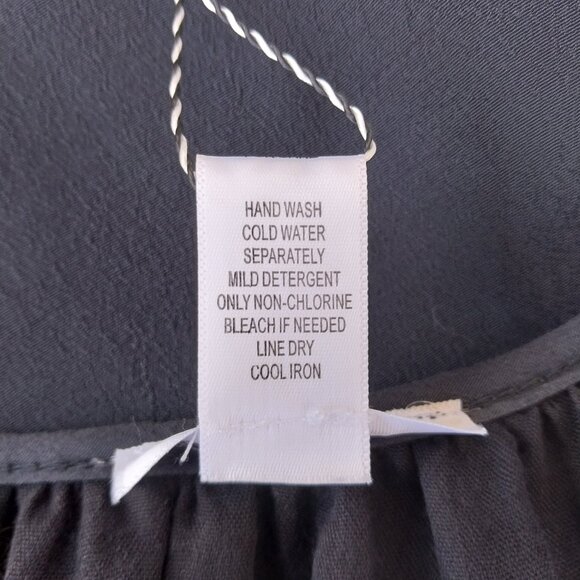 HAND WASH
COLD WATER
SEPARATELY
MILD DETERGENT
ONLY NON-CHLORINE
BLEACH IF NEEDED
LINE DRY
COOL IRON